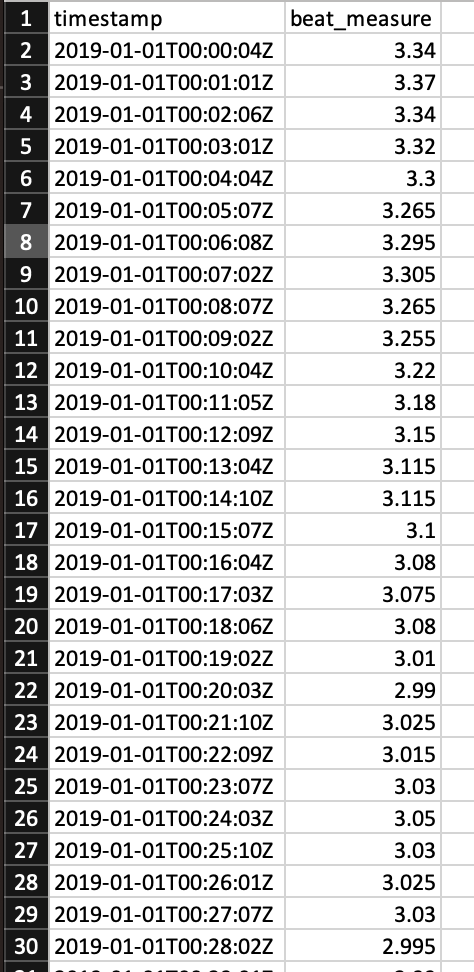 1 timestamp beat_measure
2 2019-01-01T00:00:04Z 3.34
3 2019-01-01T00:01:01Z 3.37
4 2019-01-01T00:02:06Z 3.34
5 2019-01-01T00:03:01Z 3.32
6 2019-01-01T00:04:04Z 3.3
7 2019-01-01T00:05:07Z 3.265
8 2019-01-01T00:06:08Z 3.295
9 2019-01-01T00:07:02Z 3.305
10 2019-01-01T00:08:07Z 3.265
11 2019-01-01T00:09:02Z 3.255
12 2019-01-01T00:10:04Z 3.22
13 2019-01-01T00:11:05Z 3.18
14 2019-01-01T00:12:09Z 3.15
15 2019-01-01T00:13:04Z 3.115
16 2019-01-01T00:14:10Z 3.115
17 2019-01-01T00:15:07Z 3.1
18 2019-01-01T00:16:04Z 3.08
19 2019-01-01T00:17:03Z 3.075
20 2019-01-01T00:18:06Z 3.08
21 2019-01-01T00:19:02Z 3.01
22 2019-01-01T00:20:03Z 2.99
23 2019-01-01T00:21:10Z 3.025
24 2019-01-01T00:22:09Z 3.015
25 2019-01-01T00:23:07Z 3.03
26 2019-01-01T00:24:03Z 3.05
27 2019-01-01T00:25:10Z 3.03
28 2019-01-01T00:26:01Z 3.025
29 2019-01-01T00:27:07Z 3.03
30 2019-01-01T00:28:02Z 2.995